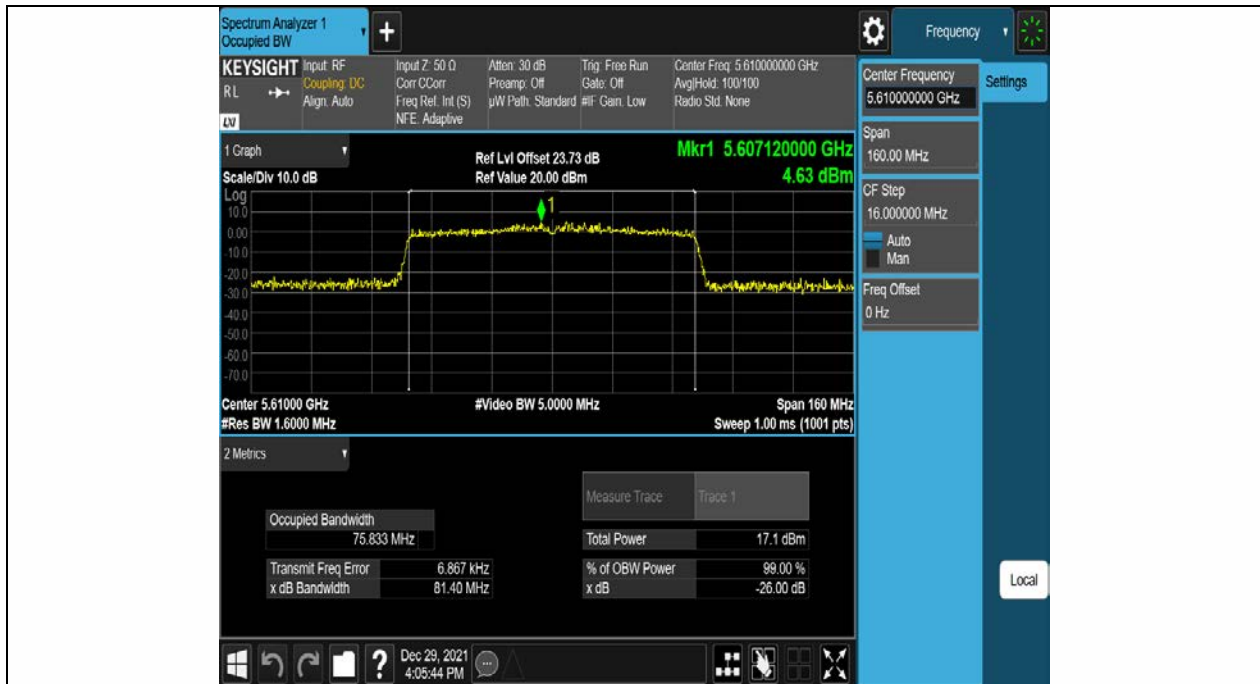 Spectrum Analyzer 1
Occupied BW
+
Frequency
KEYSIGHT
RL
LXI
Input: RF
Coupling: DC
Align: Auto
Input Z: 50 Ω
Corr CCorr
Freq Ref: Int (S)
NFE: Adaptive
Atten: 30 dB
Preamp: Off
µW Path: Standard
Trig: Free Run
Gate: Off
#IF Gain: Low
Center Freq: 5.610000000 GHz
Avg|Hold: 100/100
Radio Std: None
Center Frequency
5.610000000 GHz
Settings
Span
160.00 MHz
CF Step
16.000000 MHz
Auto
Man
Freq Offset
0 Hz
Local
1 Graph
Scale/Div 10.0 dB
Ref Lvl Offset 23.73 dB
Ref Value 20.00 dBm
Mkr1 5.607120000 GHz
4.63 dBm
Log
10.0
0.00
-10.0
-20.0
-30.0
-40.0
-50.0
-60.0
-70.0
1
Center 5.61000 GHz
#Res BW 1.6000 MHz
#Video BW 5.0000 MHz
Span 160 MHz
Sweep 1.00 ms (1001 pts)
2 Metrics
Measure Trace Trace 1
Occupied Bandwidth
75.833 MHz
Total Power 17.1 dBm
Transmit Freq Error 6.867 kHz
% of OBW Power 99.00 %
x dB Bandwidth 81.40 MHz
x dB -26.00 dB
?
Dec 29, 2021
4:05:44 PM